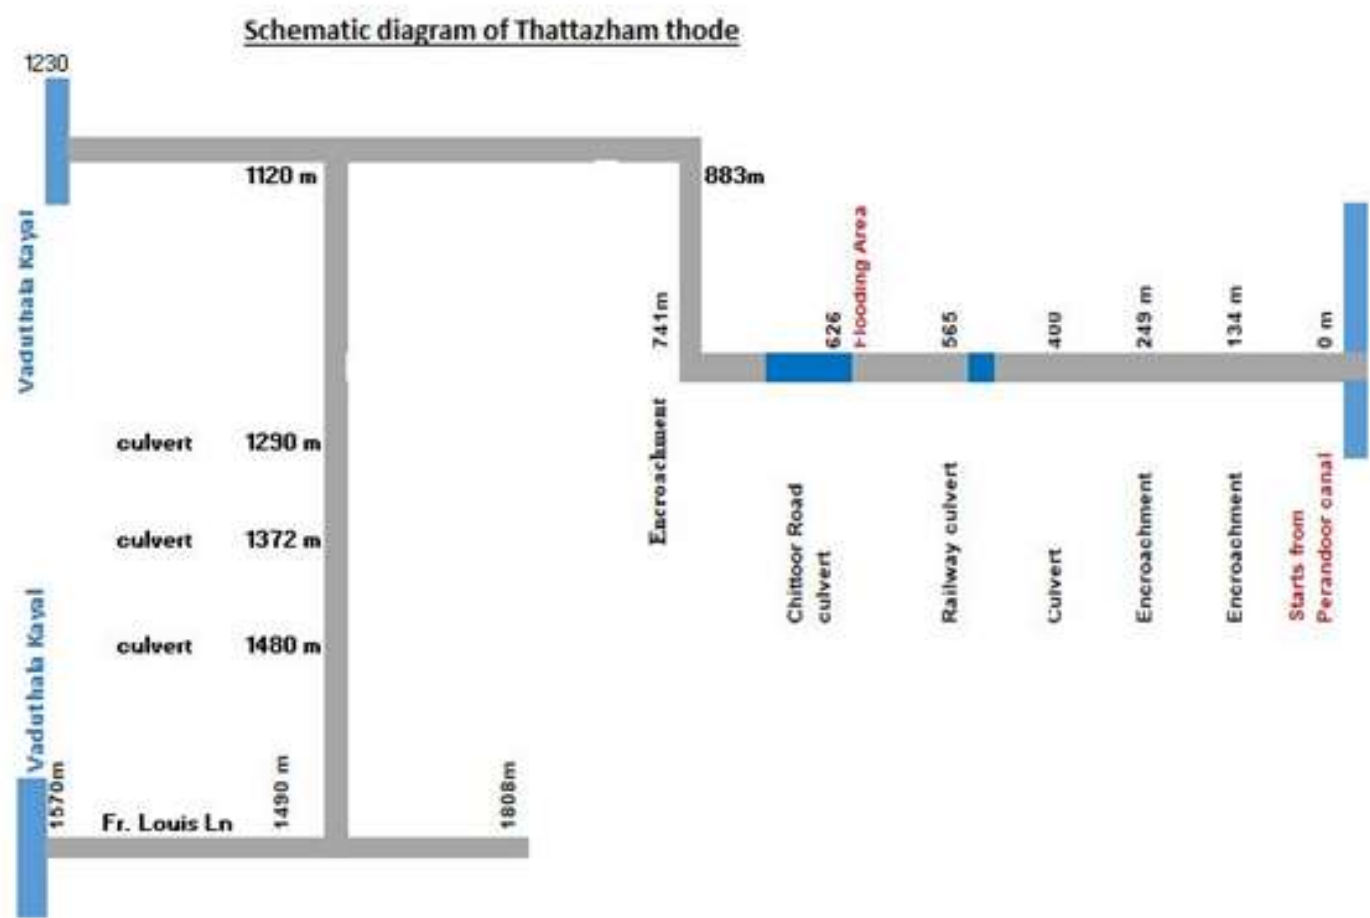 Schematic diagram of Thattazham thode
1230
1120 m
883m
Vaduthala Kayal
741m
626
Flooding Area
565
400
249 m
134 m
0 m
culvert 1290 m
culvert 1372 m
culvert 1480 m
Encroachment
Chittoor Road
culvert
Railway culvert
Culvert
Encroachment
Encroachment
Starts from
Perandoor canal
Vaduthala Kayal
1570m
Fr. Louis Ln
1490 m
1808m